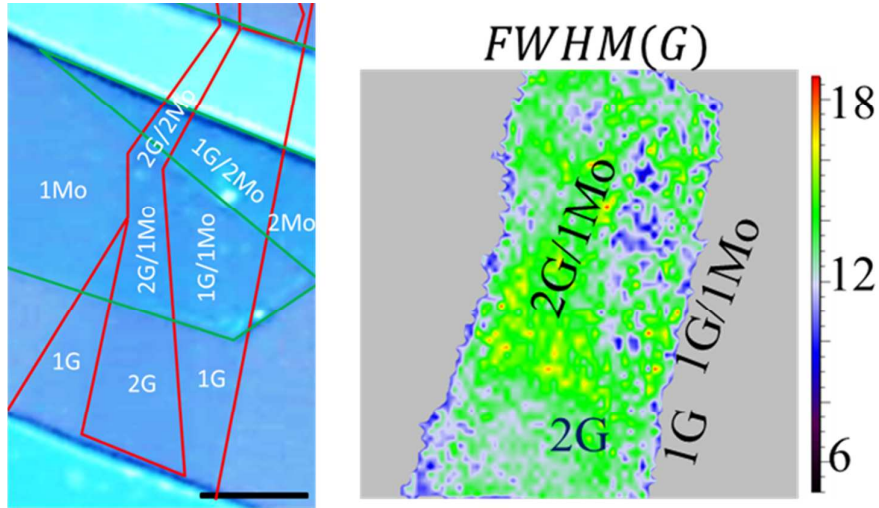 2G/2Mo
1G/2Mo
1Mo
2Mo
2G/1Mo
1G/1Mo
1G
2G
1G
FWHM(G)
2G/1Mo
1G/1Mo
2G
1G
18
12
6